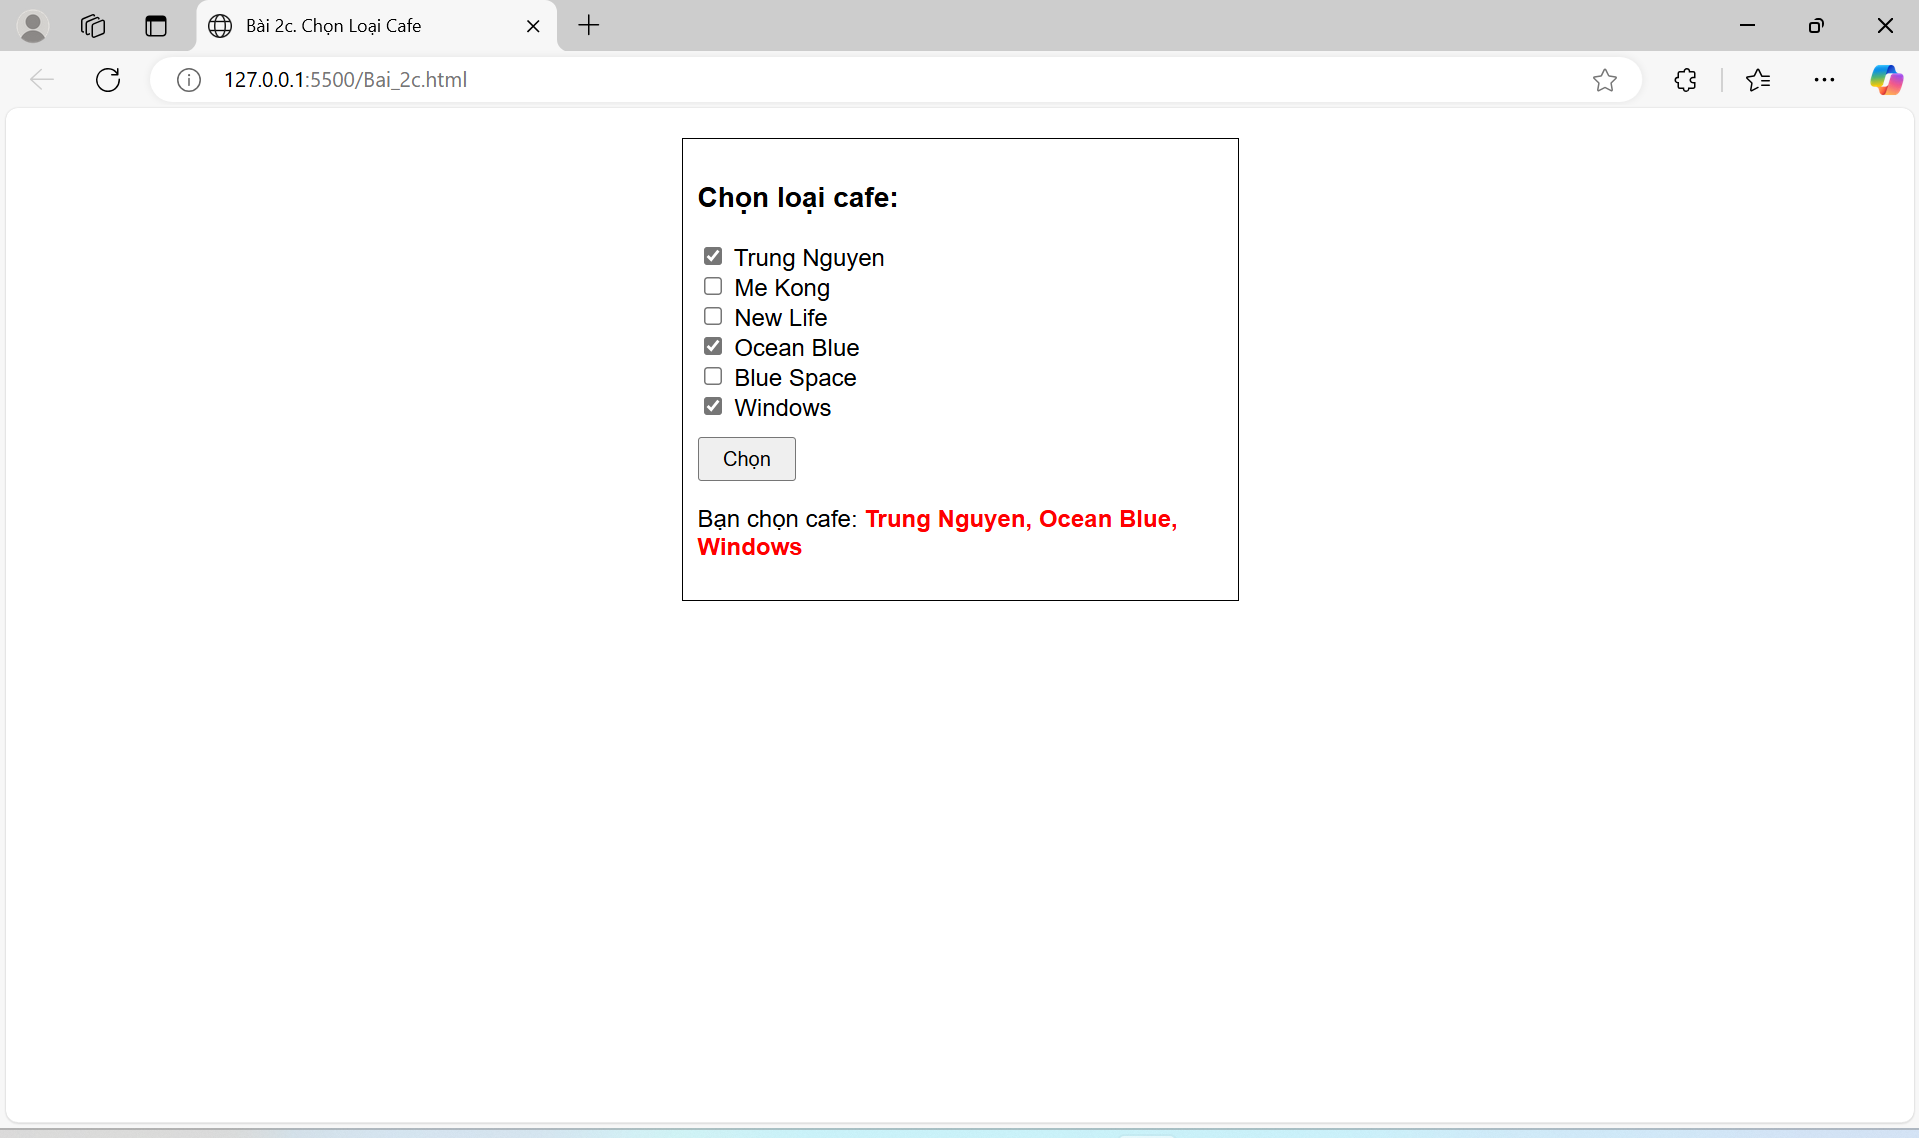 Bài 2c. Chọn Loại Cafe
127.0.0.1:5500/Bai_2c.html
Chọn loại cafe:
Trung Nguyen
Me Kong
New Life
Ocean Blue
Blue Space
Windows
Chọn
Bạn chọn cafe: Trung Nguyen, Ocean Blue,
Windows